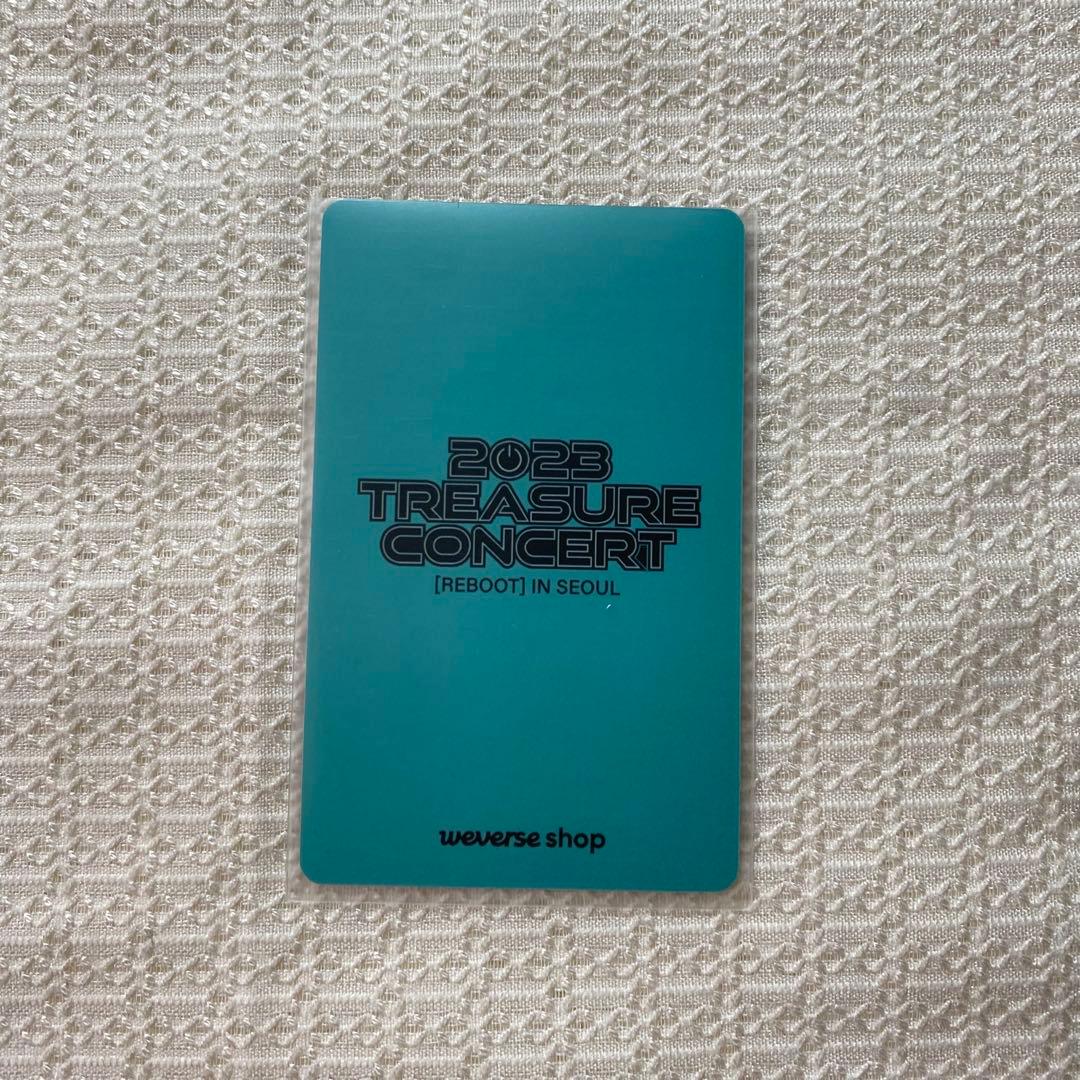 2023
TREASURE
CONCERT
[REBOOT] IN SEOUL
weverse shop